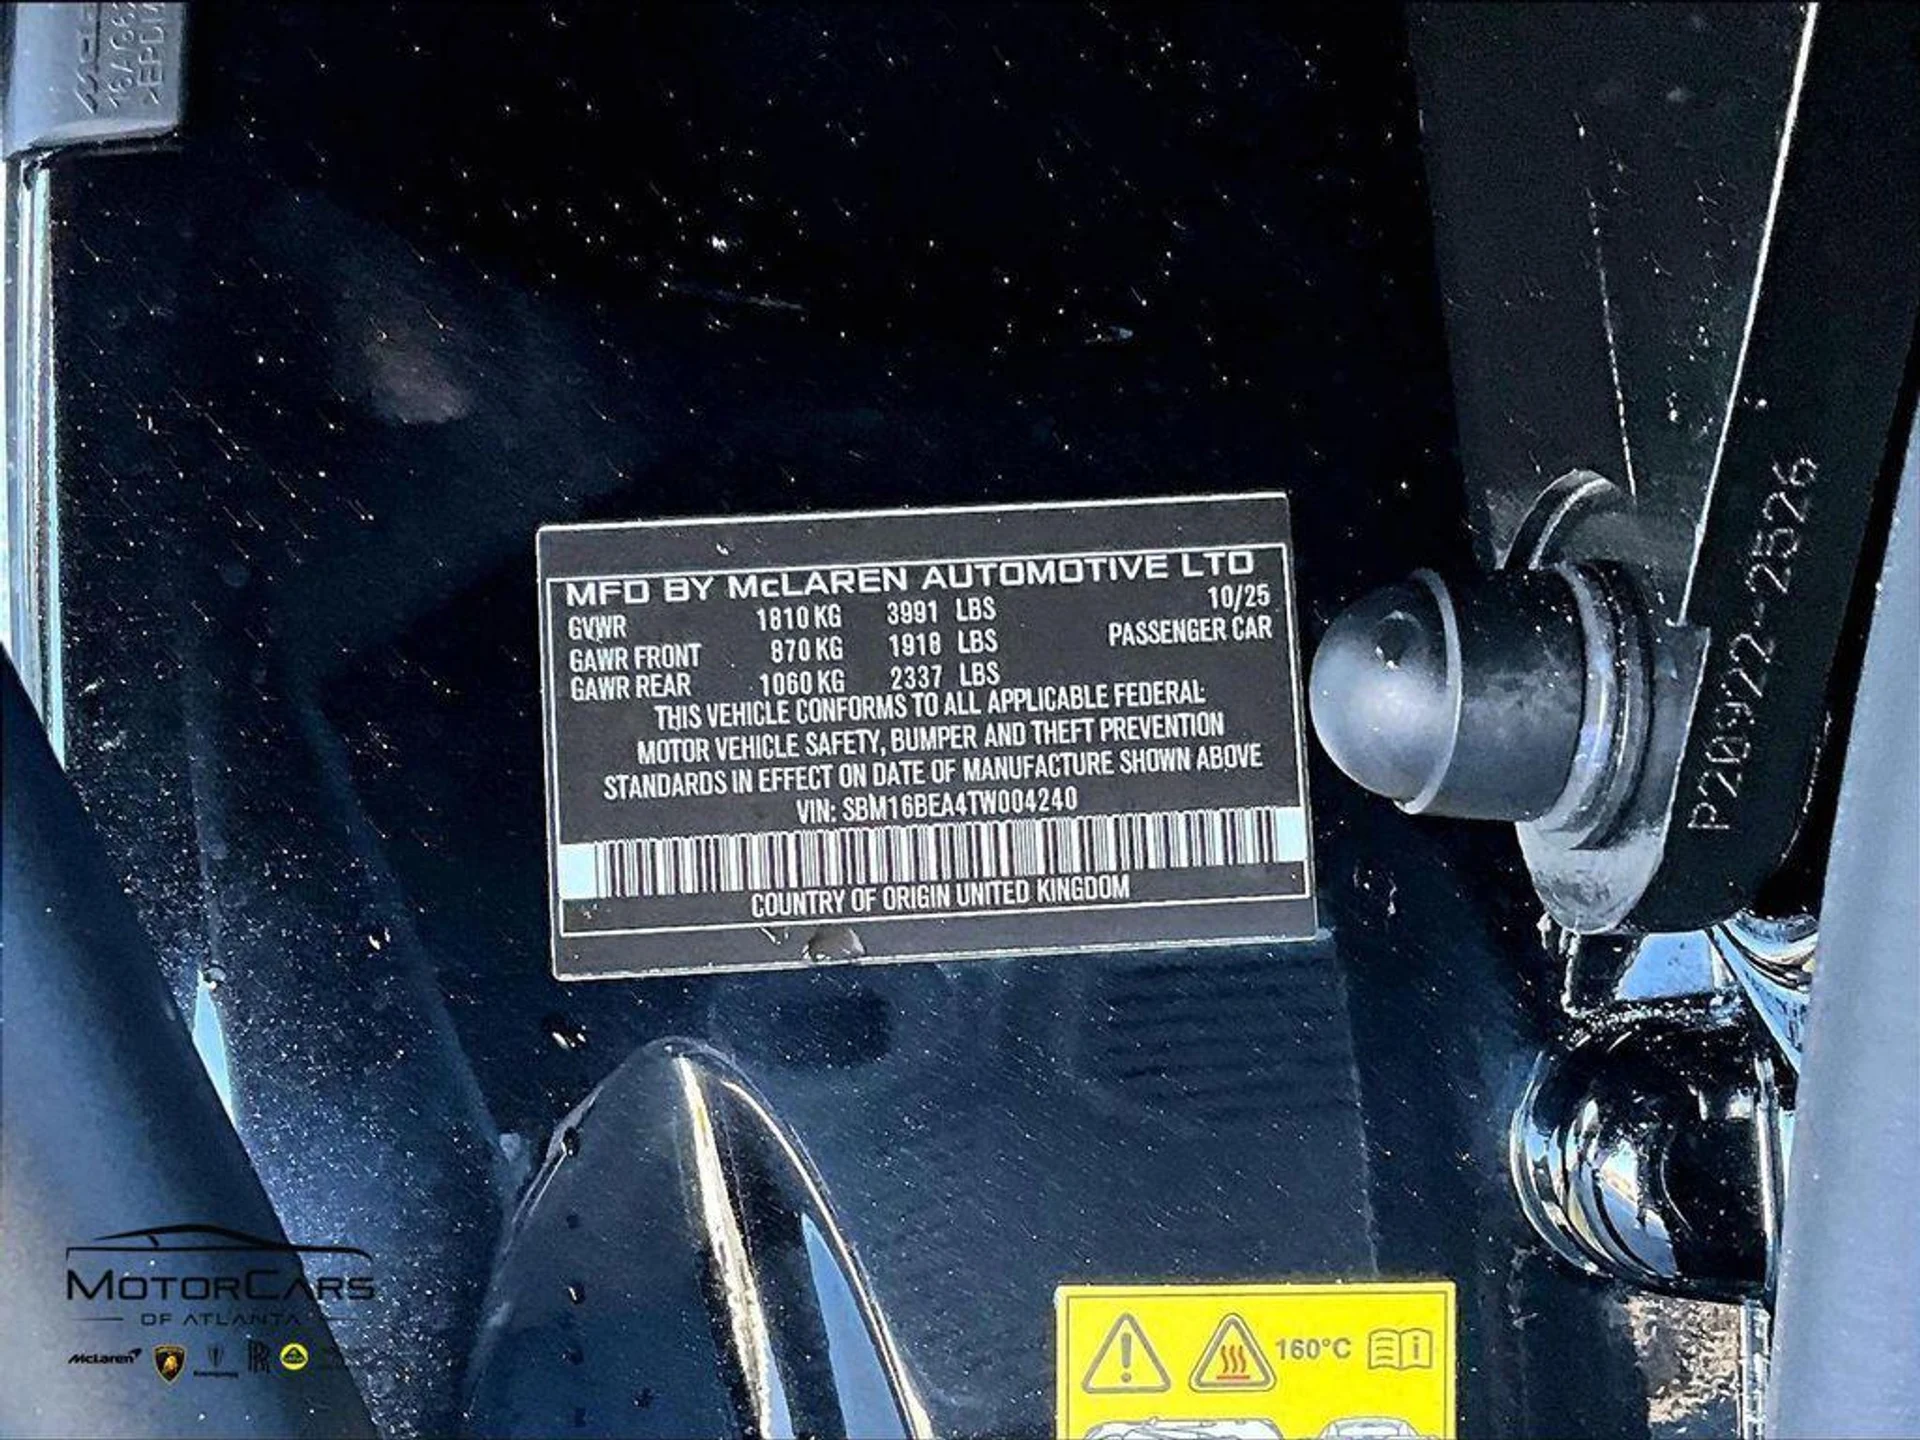 MFD BY McLAREN AUTOMOTIVE LTD
GVWR 1810 KG 3991 LBS 10/25
GAWR FRONT 870 KG 1918 LBS PASSENGER CAR
GAWR REAR 1060 KG 2337 LBS
THIS VEHICLE CONFORMS TO ALL APPLICABLE FEDERAL
MOTOR VEHICLE SAFETY, BUMPER AND THEFT PREVENTION
STANDARDS IN EFFECT ON DATE OF MANUFACTURE SHOWN ABOVE
VIN: SBM16BEA4TW004240
COUNTRY OF ORIGIN UNITED KINGDOM
P20922-2526
160°C
MOTORCARS
OF ATLANTA
McLaren